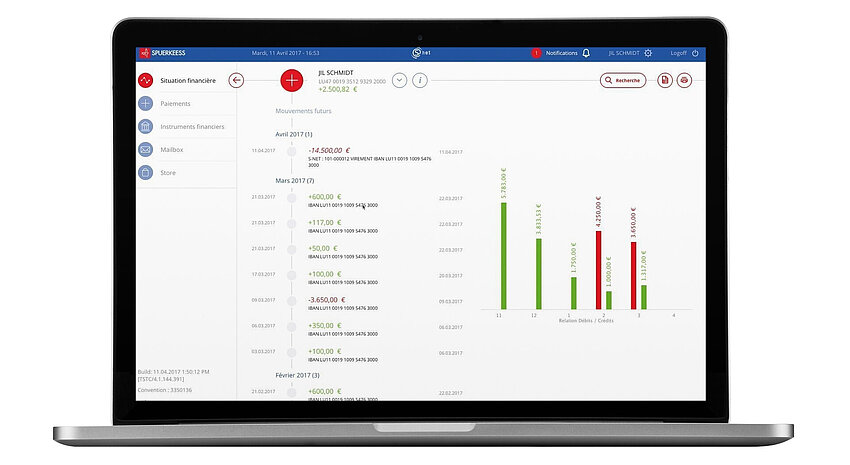 SPUERKEESS
Mardi, 11 Avril 2017 - 16:53
S net
1 Notifications
JIL SCHMIDT
Logoff
Situation financière
Paiements
Instruments financiers
Mailbox
Store
JIL SCHMIDT
LU47 0019 3512 9329 2000
+2.500,82 €
i
Recherche
Mouvements futurs
Avril 2017 (1)
11.04.2017 -14.500,00 € 11.04.2017
S-NET : 101-000012 VIREMENT IBAN LU11 0019 1009 5476
3000
Mars 2017 (7)
21.03.2017 +600,00 € 22.03.2017
IBAN LU11 0019 1009 5476 3000
21.03.2017 +117,00 € 22.03.2017
IBAN LU11 0019 1009 5476 3000
21.03.2017 +50,00 € 22.03.2017
IBAN LU11 0019 1009 5476 3000
17.03.2017 +100,00 € 20.03.2017
IBAN LU11 0019 1009 5476 3000
09.03.2017 -3.650,00 € 09.03.2017
IBAN LU11 0019 1009 5476 3000
06.03.2017 +350,00 € 06.03.2017
IBAN LU11 0019 1009 5476 3000
03.03.2017 +100,00 € 06.03.2017
IBAN LU11 0019 1009 5476 3000
Février 2017 (3)
21.02.2017 +600,00 € 22.02.2017
IBAN LU11 0019 1009 5476 3000
5.783,00 €
3.833,53 €
1.750,00 €
4.250,00 €
1.000,00 €
3.650,00 €
1.317,00 €
11 12 1 2 3 4
Relation Débits / Crédits
Build: 11.04.2017 1:50:12 PM
[TSTC/4.1.144.391]
Convention : 3350136